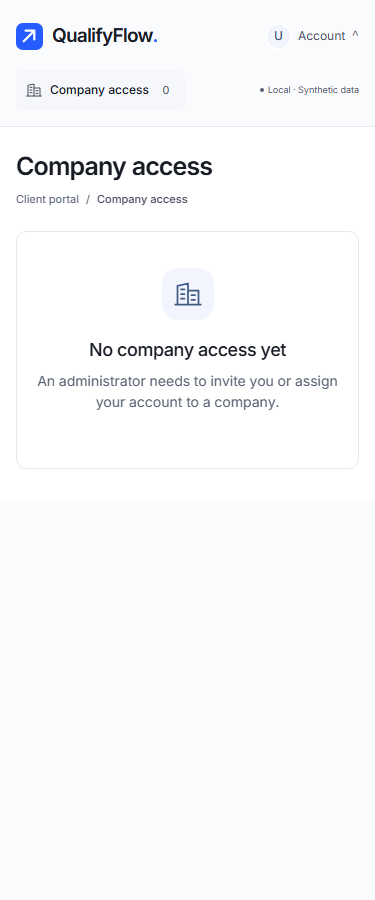 QualifyFlow.
U Account ^
Company access 0
• Local · Synthetic data
Company access
Client portal / Company access
No company access yet
An administrator needs to invite you or assign
your account to a company.